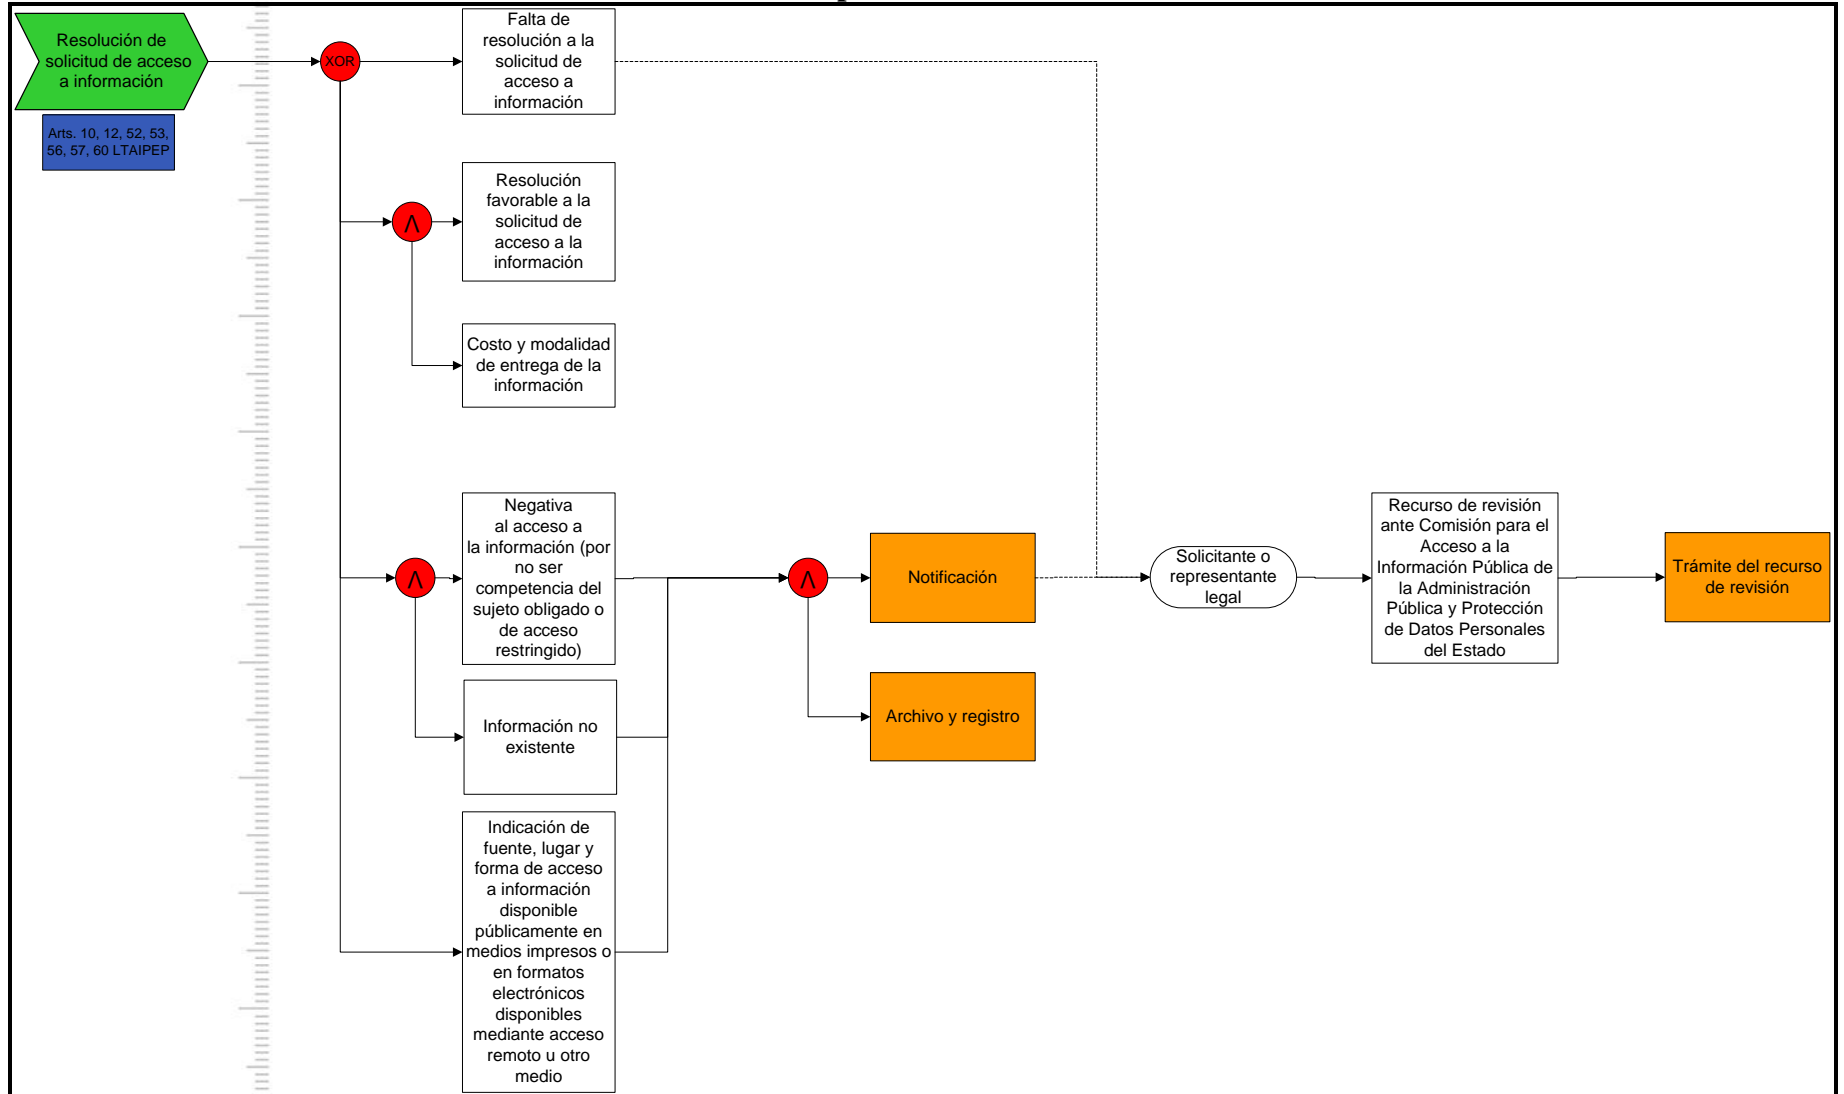 Resolución de
solicitud de acceso
a información
Arts. 10, 12, 52, 53,
56, 57, 60 LTAIPEP
XOR
Falta de
resolución a la
solicitud de
acceso a
información
Λ
Resolución
favorable a la
solicitud de
acceso a la
información
Costo y modalidad
de entrega de la
información
Λ
Negativa
al acceso a
la información (por
no ser
competencia del
sujeto obligado o
de acceso
restringido)
Información no
existente
Indicación de
fuente, lugar y
forma de acceso
a información
disponible
públicamente en
medios impresos o
en formatos
electrónicos
disponibles
mediante acceso
remoto u otro
medio
Λ
Notificación
Archivo y registro
Solicitante o
representante
legal
Recurso de revisión
ante Comisión para el
Acceso a la
Información Pública de
la Administración
Pública y Protección
de Datos Personales
del Estado
Trámite del recurso
de revisión